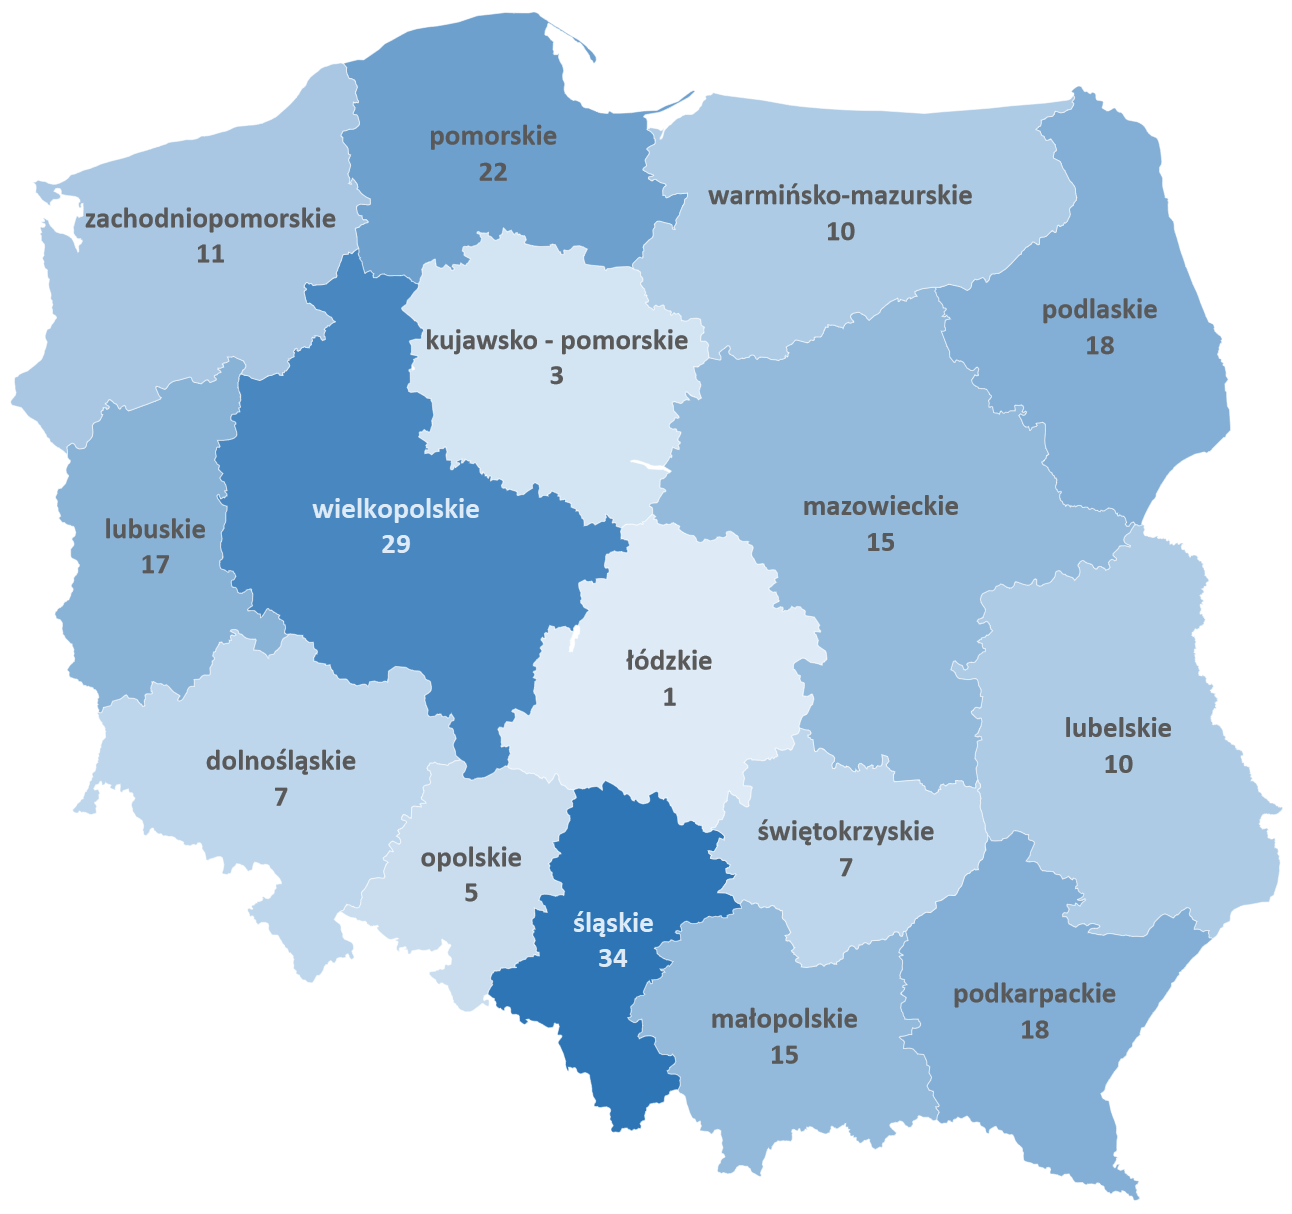 pomorskie
22
warmińsko-mazurskie
10
zachodniopomorskie
11
podlaskie
18
kujawsko - pomorskie
3
wielkopolskie
29
mazowieckie
15
lubuskie
17
łódzkie
1
lubelskie
10
dolnośląskie
7
świętokrzyskie
7
opolskie
5
śląskie
34
podkarpackie
18
małopolskie
15